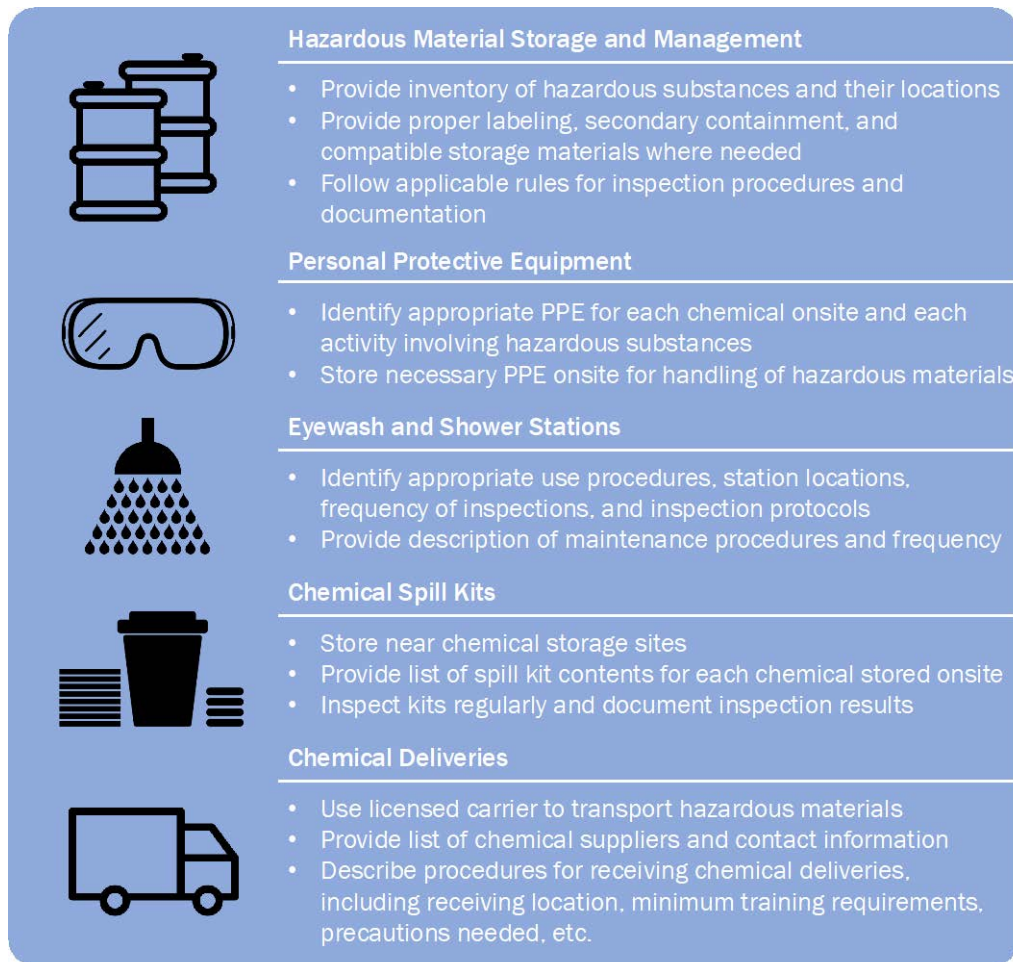 Hazardous Material Storage and Management
• Provide inventory of hazardous substances and their locations
• Provide proper labeling, secondary containment, and
compatible storage materials where needed
• Follow applicable rules for inspection procedures and
documentation
Personal Protective Equipment
• Identify appropriate PPE for each chemical onsite and each
activity involving hazardous substances
• Store necessary PPE onsite for handling of hazardous materials
Eyewash and Shower Stations
• Identify appropriate use procedures, station locations,
frequency of inspections, and inspection protocols
• Provide description of maintenance procedures and frequency
Chemical Spill Kits
• Store near chemical storage sites
• Provide list of spill kit contents for each chemical stored onsite
• Inspect kits regularly and document inspection results
Chemical Deliveries
• Use licensed carrier to transport hazardous materials
• Provide list of chemical suppliers and contact information
• Describe procedures for receiving chemical deliveries,
including receiving location, minimum training requirements,
precautions needed, etc.